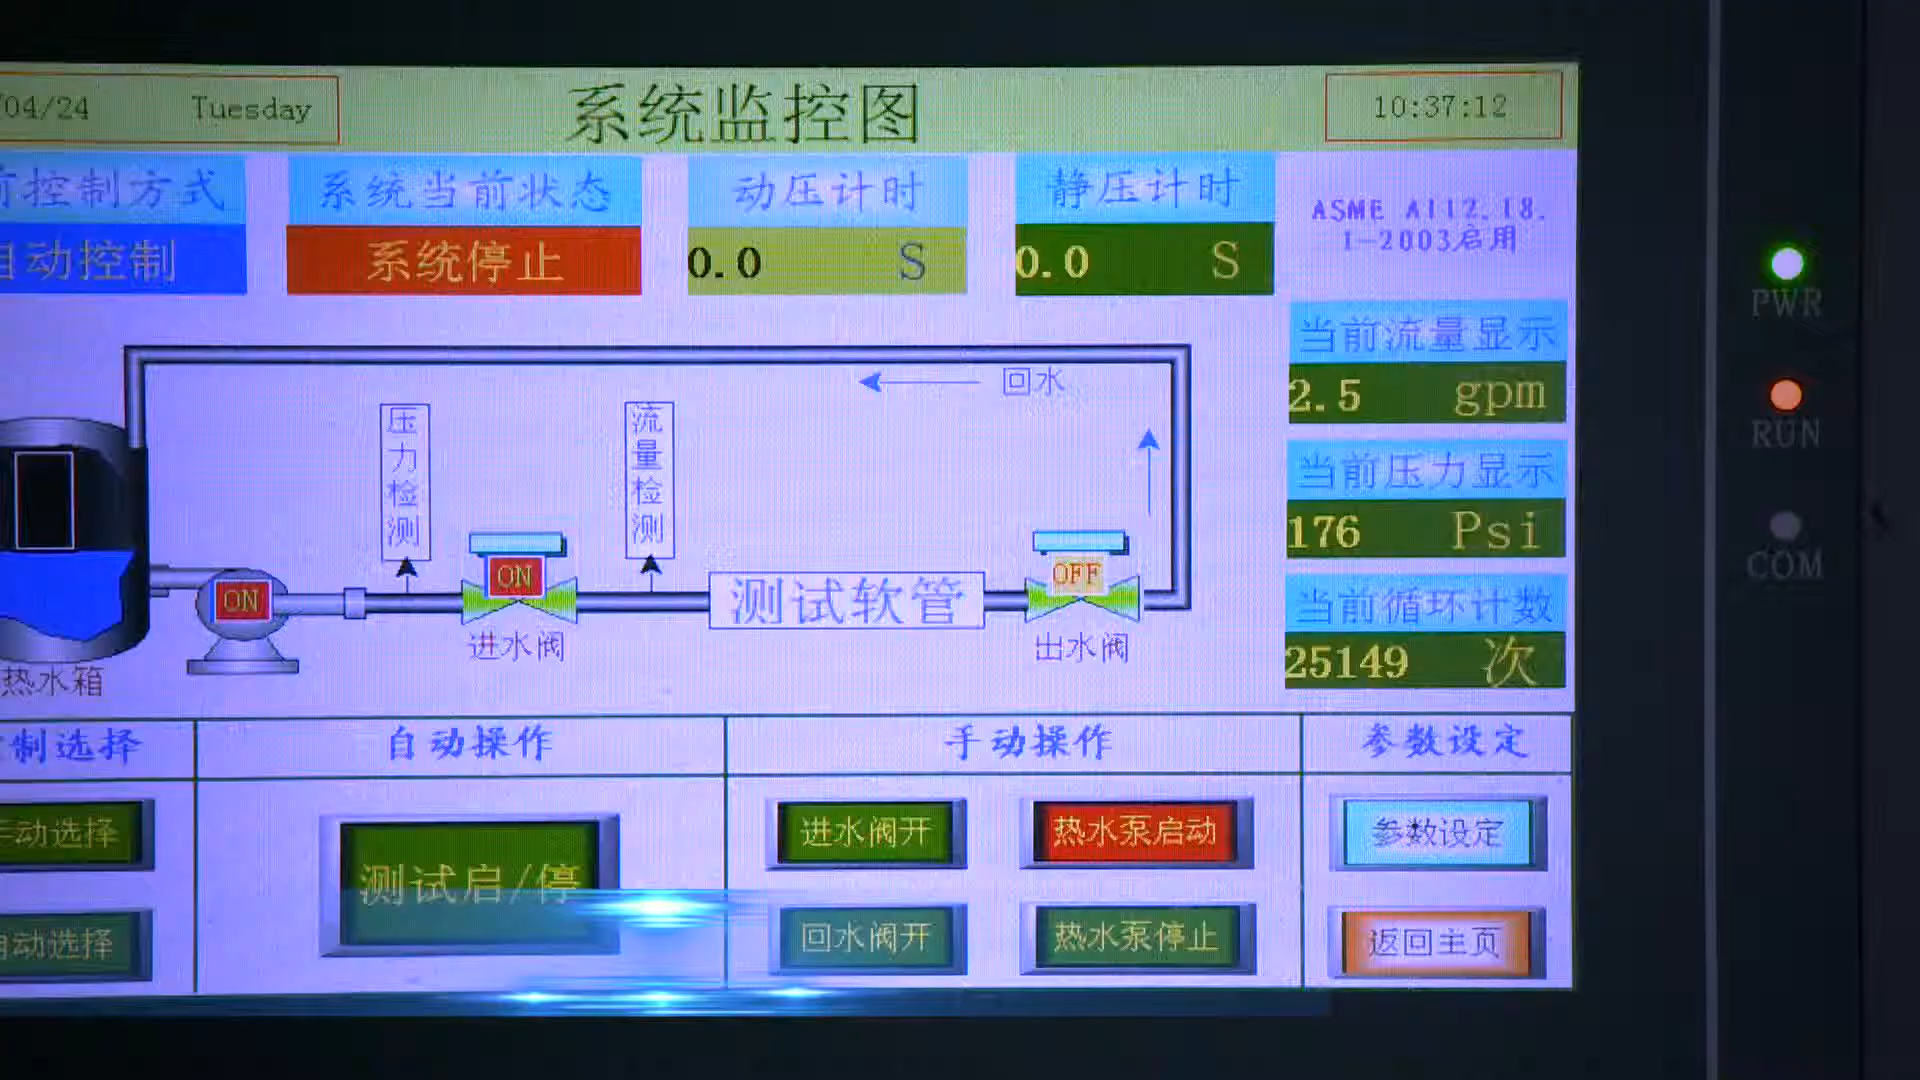 /04/24 Tuesday
系统监控图
10:37:12
前控制方式
系统当前状态
动压计时
静压计时
ASME A112.18.
1-2003启用
自动控制
系统停止
0.0 S
0.0 S
当前流量显示
2.5 gpm
回水
压力检测
流量检测
当前压力显示
176 Psi
ON
ON
OFF
测试软管
进水阀
出水阀
热水箱
当前循环计数
25149 次
控制选择
自动操作
手动操作
参数设定
手动选择
测试启/停
进水阀开
热水泵启动
参数设定
自动选择
回水阀开
热水泵停止
返回主页
PWR
RUN
COM